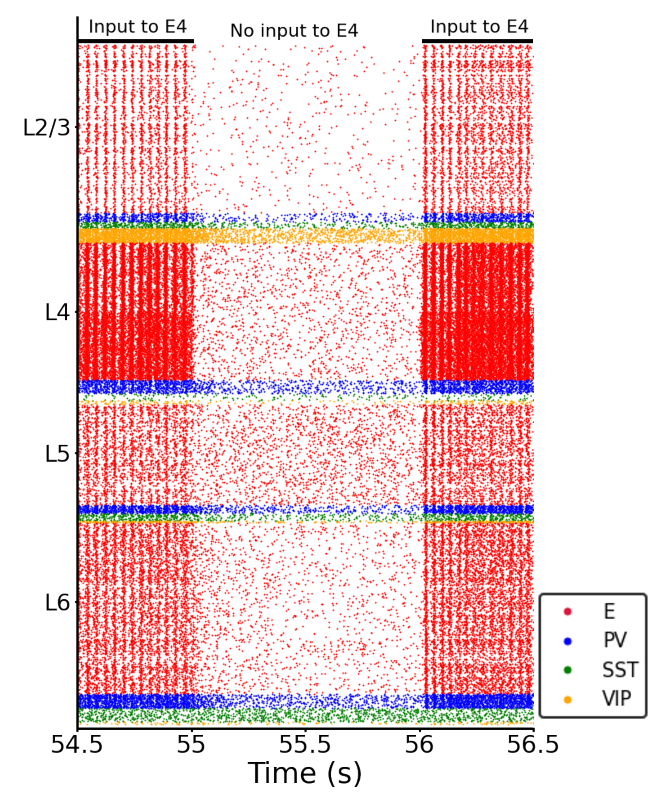 Input to E4
No input to E4
Input to E4
L2/3
L4
L5
L6
E
PV
SST
VIP
54.5
55
55.5
56
56.5
Time (s)